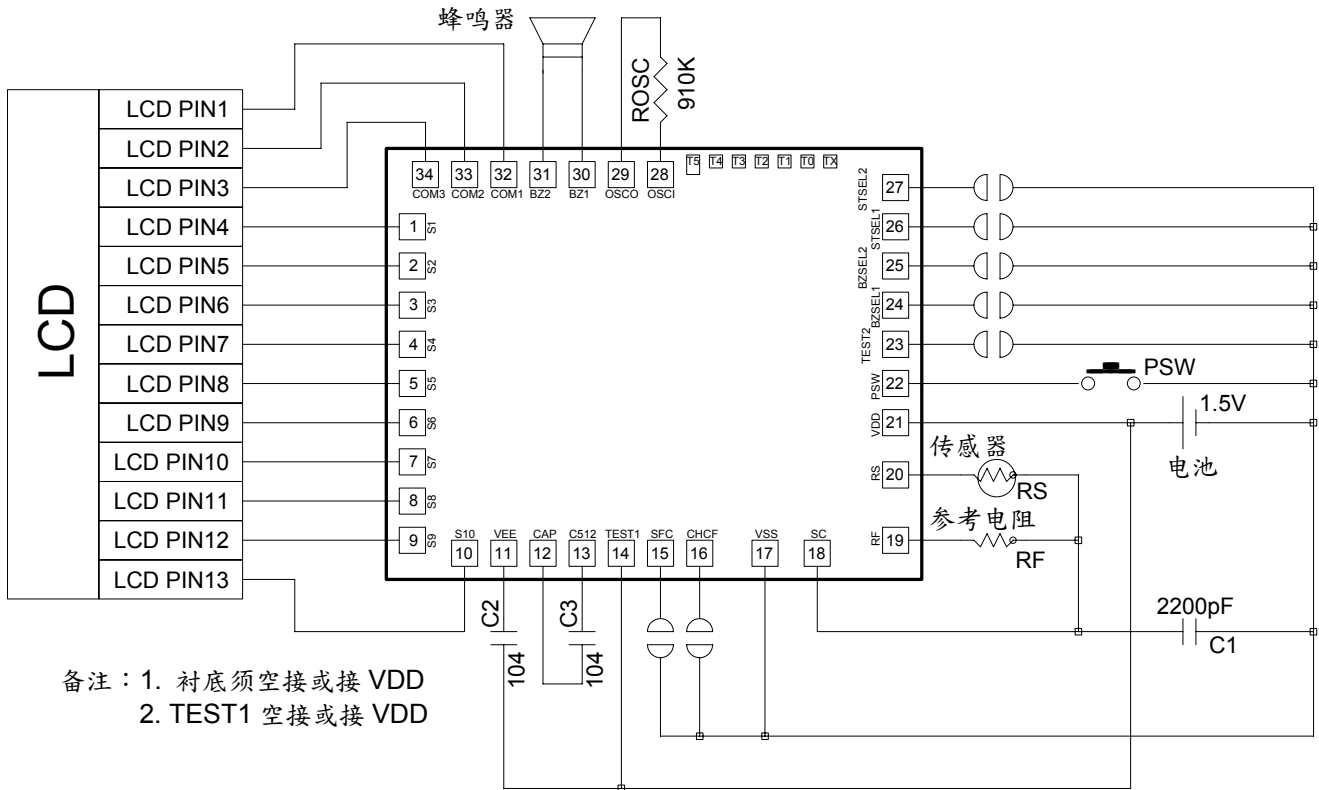 蜂鸣器
ROSC
910K
LCD
LCD PIN1
LCD PIN2
LCD PIN3
LCD PIN4
LCD PIN5
LCD PIN6
LCD PIN7
LCD PIN8
LCD PIN9
LCD PIN10
LCD PIN11
LCD PIN12
LCD PIN13
34 33 32 31 30 29 28
COM3 COM2 COM1 BZ2 BZ1 OSCO OSCI
T5 T4 T3 T2 T1 T0 TX
1 S1
2 S2
3 S3
4 S4
5 S5
6 S6
7 S7
8 S8
9 S9
STSEL2 27
STSEL1 26
BZSEL2 25
BZSEL1 24
TEST2 23
PSW 22
VDD 21
RS 20
RF 19
PSW
1.5V
电池
传感器
RS
参考电阻
RF
S10 VEE CAP C512 TEST1 SFC CHCF VSS SC
10 11 12 13 14 15 16 17 18
C2
104
C3
104
2200pF
C1
备注：1. 衬底须空接或接 VDD
2. TEST1 空接或接 VDD